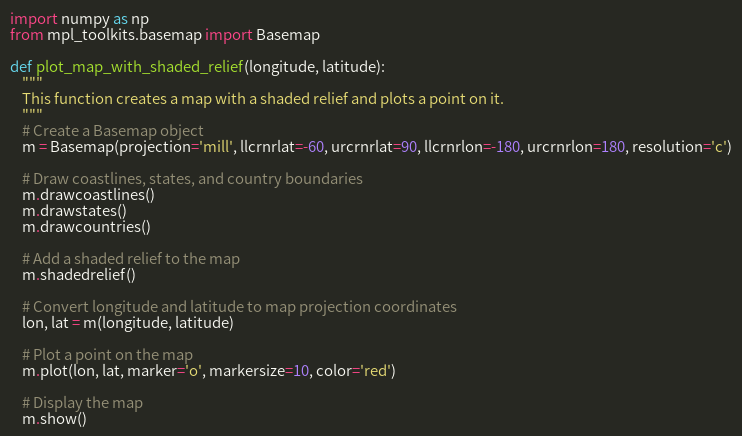 import numpy as np
from mpl_toolkits.basemap import Basemap

def plot_map_with_shaded_relief(longitude, latitude):
    """
    This function creates a map with a shaded relief and plots a point on it.
    """
    # Create a Basemap object
    m = Basemap(projection='mill', llcrnrlat=-60, urcrnrlat=90, llcrnrlon=-180, urcrnrlon=180, resolution='c')

    # Draw coastlines, states, and country boundaries
    m.drawcoastlines()
    m.drawstates()
    m.drawcountries()

    # Add a shaded relief to the map
    m.shadedrelief()

    # Convert longitude and latitude to map projection coordinates
    lon, lat = m(longitude, latitude)

    # Plot a point on the map
    m.plot(lon, lat, marker='o', markersize=10, color='red')

    # Display the map
    m.show()